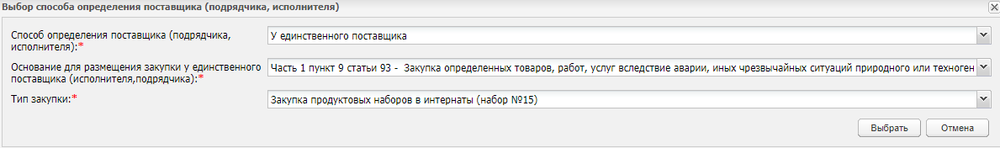 Выбор способа определения поставщика (подрядчика, исполнителя)
Способ определения поставщика (подрядчика,
исполнителя):*
У единственного поставщика
Основание для размещения закупки у единственного
поставщика (исполнителя,подрядчика):*
Часть 1 пункт 9 статьи 93 - Закупка определенных товаров, работ, услуг вследствие аварии, иных чрезвычайных ситуаций природного или техноген
Тип закупки:*
Закупка продуктовых наборов в интернаты (набор №15)
Выбрать
Отмена